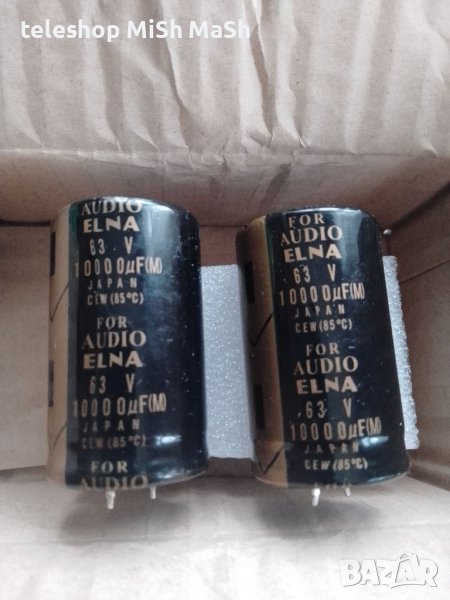 teleshop MiSh MaSh
AUDIO
ELNA
63 V
10000µF(M)
JAPAN
CEW (85°C)
FOR
AUDIO
ELNA
63 V
10000µF(M)
JAPAN
CEW (85°C)
FOR
AUDIO
FOR
AUDIO
ELNA
63 V
10000µF(M)
JAPAN
CEW (85°C)
FOR
AUDIO
ELNA
63 V
10000µF(M)
JAPAN
CEW (85°C)
BAZAR